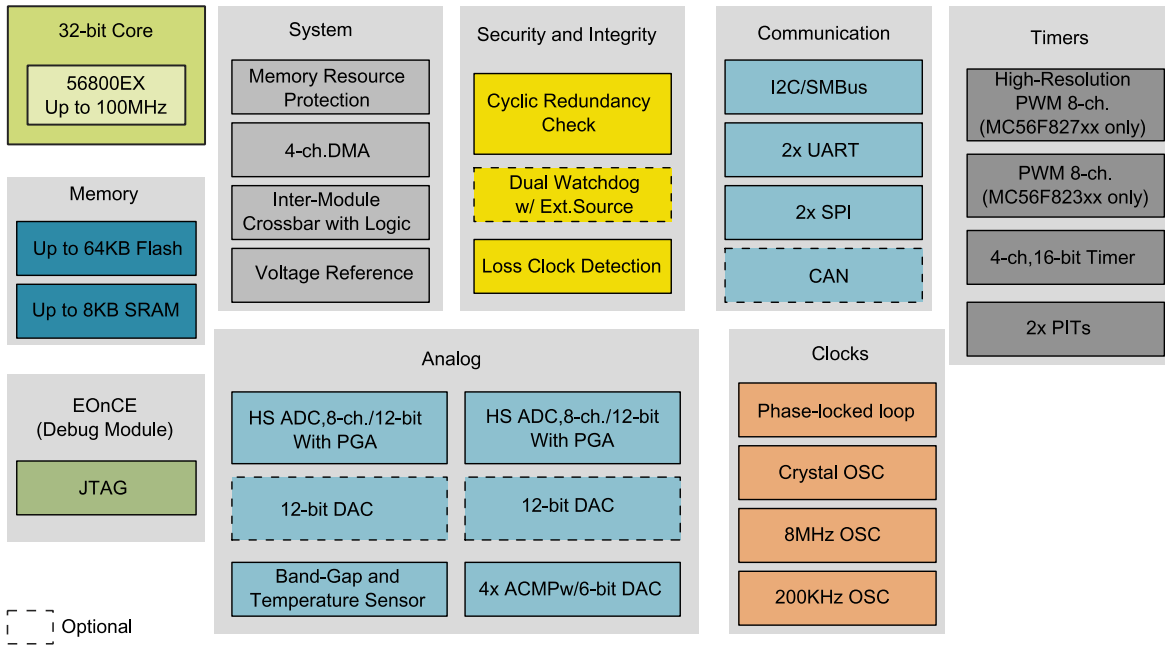 32-bit Core
56800EX
Up to 100MHz
Memory
Up to 64KB Flash
Up to 8KB SRAM
EOnCE
(Debug Module)
JTAG
Optional
System
Memory Resource
Protection
4-ch.DMA
Inter-Module
Crossbar with Logic
Voltage Reference
Security and Integrity
Cyclic Redundancy
Check
Dual Watchdog
w/ Ext.Source
Loss Clock Detection
Communication
I2C/SMBus
2x UART
2x SPI
CAN
Timers
High-Resolution
PWM 8-ch.
(MC56F827xx only)
PWM 8-ch.
(MC56F823xx only)
4-ch,16-bit Timer
2x PITs
Analog
HS ADC,8-ch./12-bit
With PGA
HS ADC,8-ch./12-bit
With PGA
12-bit DAC
12-bit DAC
Band-Gap and
Temperature Sensor
4x ACMPw/6-bit DAC
Clocks
Phase-locked loop
Crystal OSC
8MHz OSC
200KHz OSC